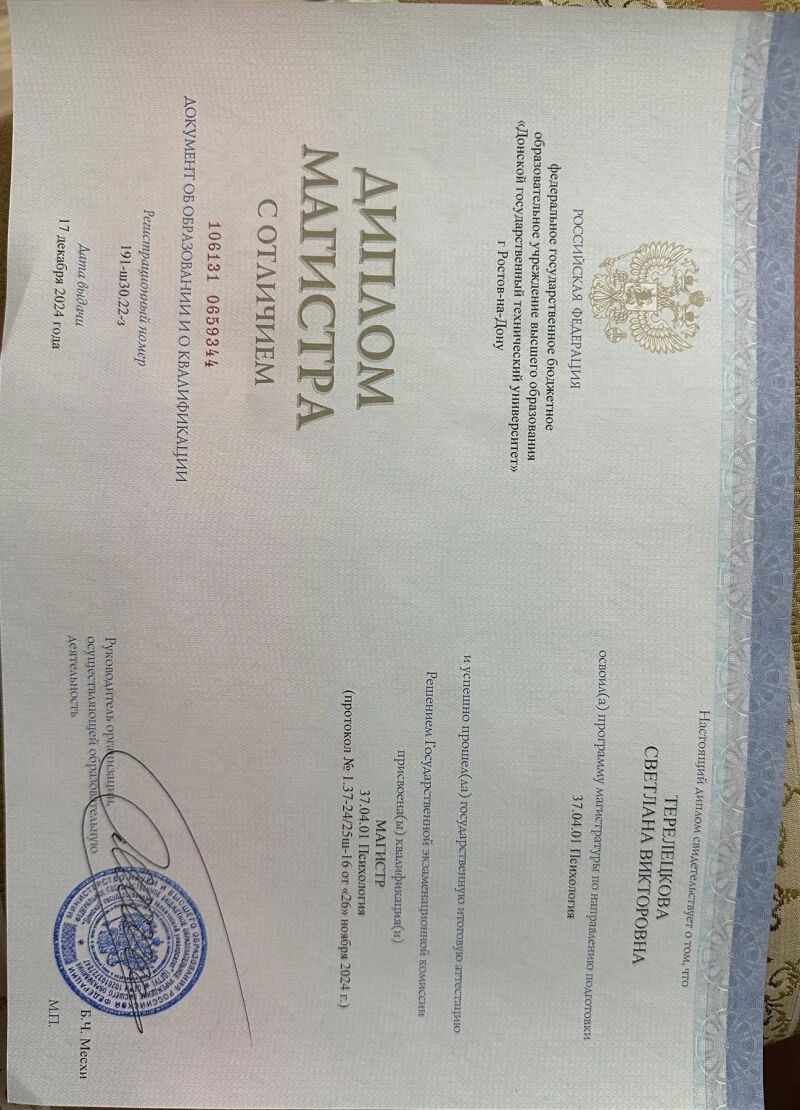 РОССИЙСКАЯ ФЕДЕРАЦИЯ
федеральное государственное бюджетное
образовательное учреждение высшего образования
«Донской государственный технический университет»
г Ростов-на-Дону
ДИПЛОМ
МАГИСТРА
С ОТЛИЧИЕМ
106131 0659344
ДОКУМЕНТ ОБ ОБРАЗОВАНИИ И О КВАЛИФИКАЦИИ
Регистрационный номер
191-ш30.22-з
Дата выдачи
17 декабря 2024 года
Настоящий диплом свидетельствует о том, что
ТЕРЕЛЕЦКОВА
СВЕТЛАНА ВИКТОРОВНА
освоил(а) программу магистратуры по направлению подготовки
37.04.01 Психология
и успешно прошел(ла) государственную итоговую аттестацию
Решением Государственной экзаменационной комиссии
присвоена(ы) квалификация(и)
МАГИСТР
37.04.01 Психология
(протокол № 1.37-24/25ш-16 от «26» ноября 2024 г.)
Руководитель организации,
осуществляющей образовательную
деятельность
Б.Ч. Месхи
М.П.